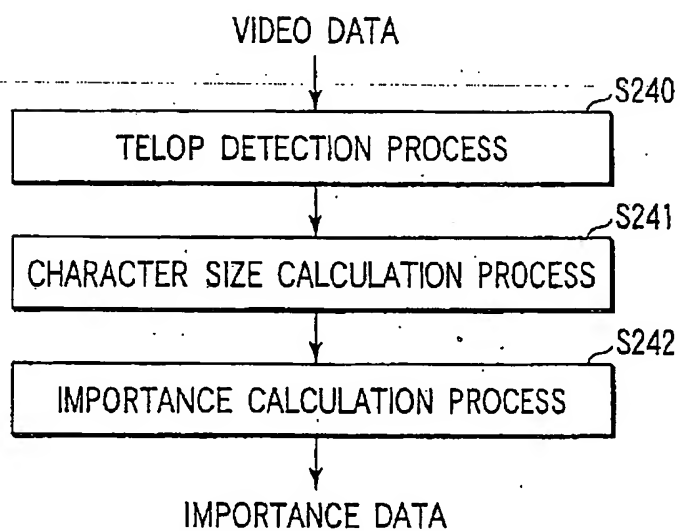 VIDEO DATA
S240
TELOP DETECTION PROCESS
S241
CHARACTER SIZE CALCULATION PROCESS
S242
IMPORTANCE CALCULATION PROCESS
IMPORTANCE DATA